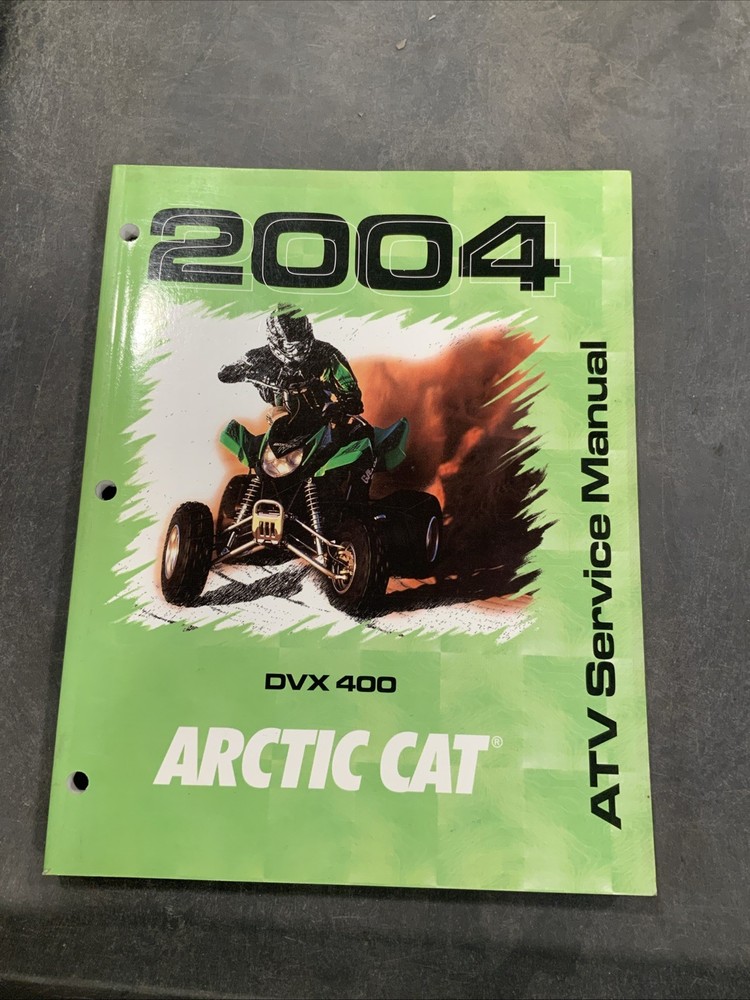 2004
ATV Service Manual
DVX 400
ARCTIC CAT®